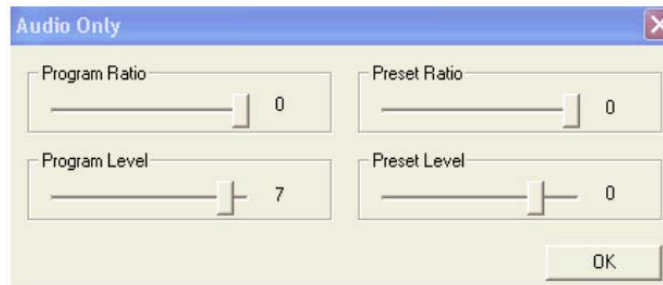 Audio Only
Program Ratio
0
Preset Ratio
0
Program Level
7
Preset Level
0
OK